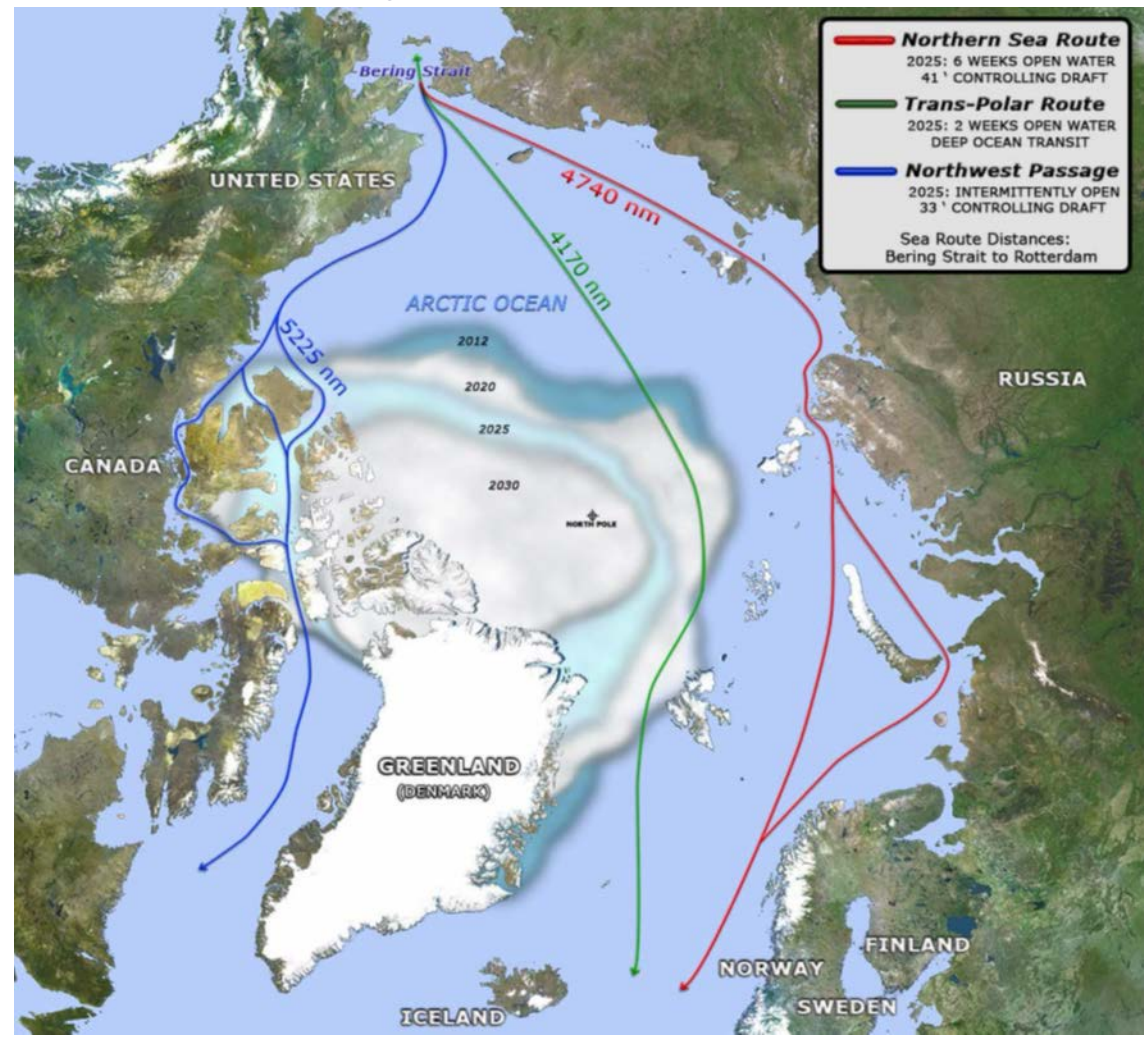 Northern Sea Route
2025: 6 WEEKS OPEN WATER
41 ' CONTROLLING DRAFT
Trans-Polar Route
2025: 2 WEEKS OPEN WATER
DEEP OCEAN TRANSIT
Northwest Passage
2025: INTERMITTENTLY OPEN
33 ' CONTROLLING DRAFT
Sea Route Distances:
Bering Strait to Rotterdam
Bering Strait
UNITED STATES
4740 nm
4170 nm
ARCTIC OCEAN
5225 nm
2012
2020
RUSSIA
2025
CANADA
2030
NORTH POLE
GREENLAND
(DENMARK)
FINLAND
NORWAY
SWEDEN
ICELAND